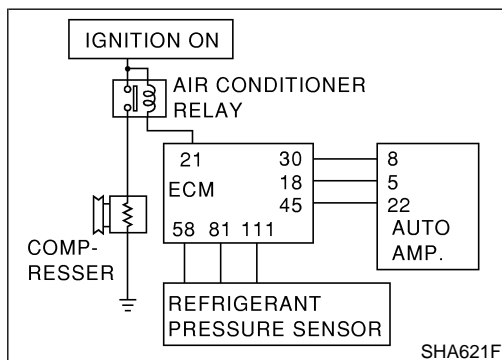 IGNITION ON
AIR CONDITIONER
RELAY
21
30
8
ECM
18
5
45
22
58 81 111
AUTO
AMP.
COMP-
RESSER
REFRIGERANT
PRESSURE SENSOR
SHA621F